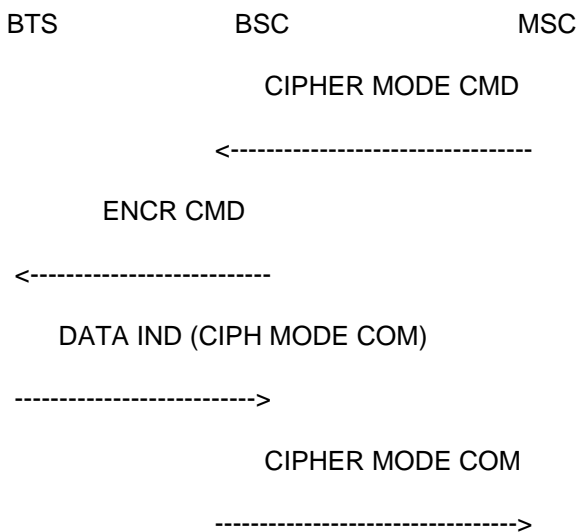 BTS BSC MSC
CIPHER MODE CMD
<----------------------------------
ENCR CMD
<---------------------------
DATA IND (CIPH MODE COM)
--------------------------->
CIPHER MODE COM
---------------------------------->